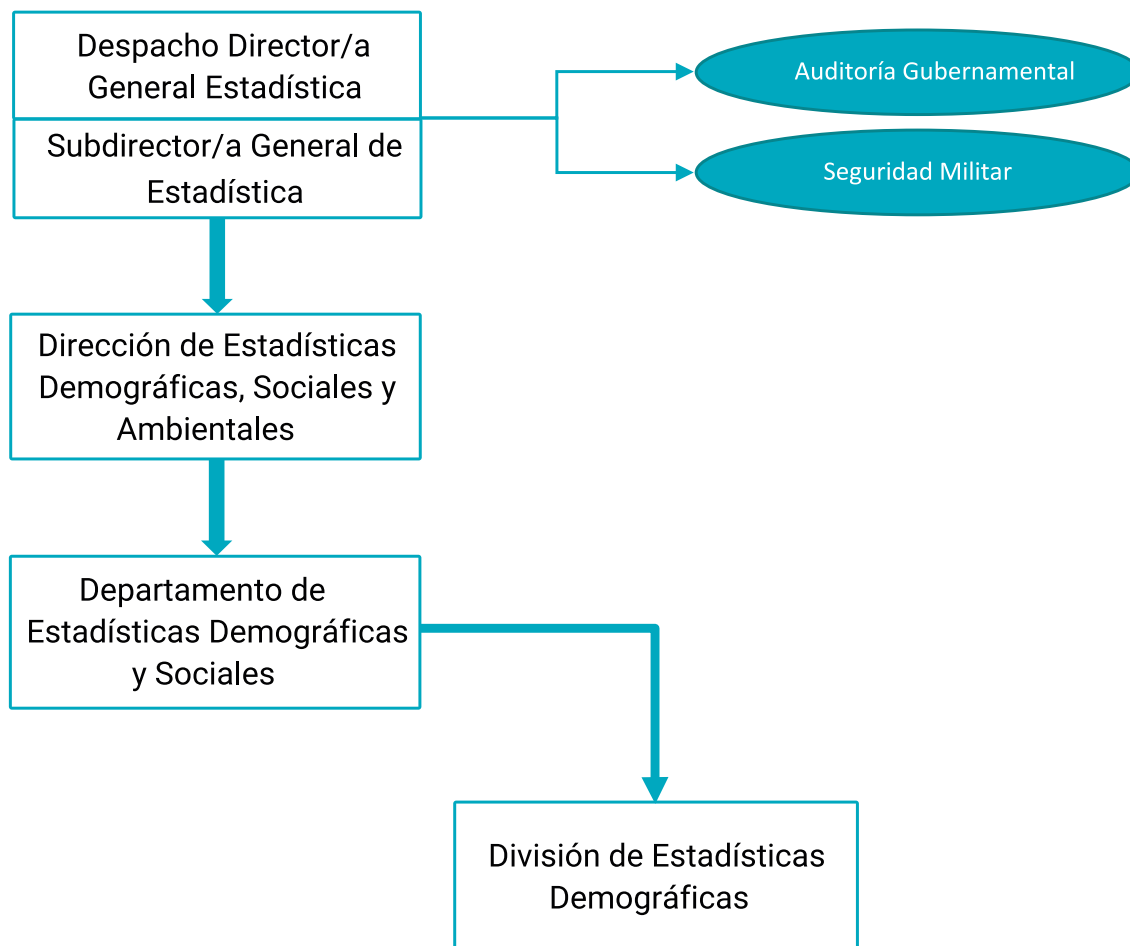 Despacho Director/a
General Estadística
Subdirector/a General de
Estadística
Auditoría Gubernamental
Seguridad Militar
Dirección de Estadísticas
Demográficas, Sociales y
Ambientales
Departamento de
Estadísticas Demográficas
y Sociales
División de Estadísticas
Demográficas